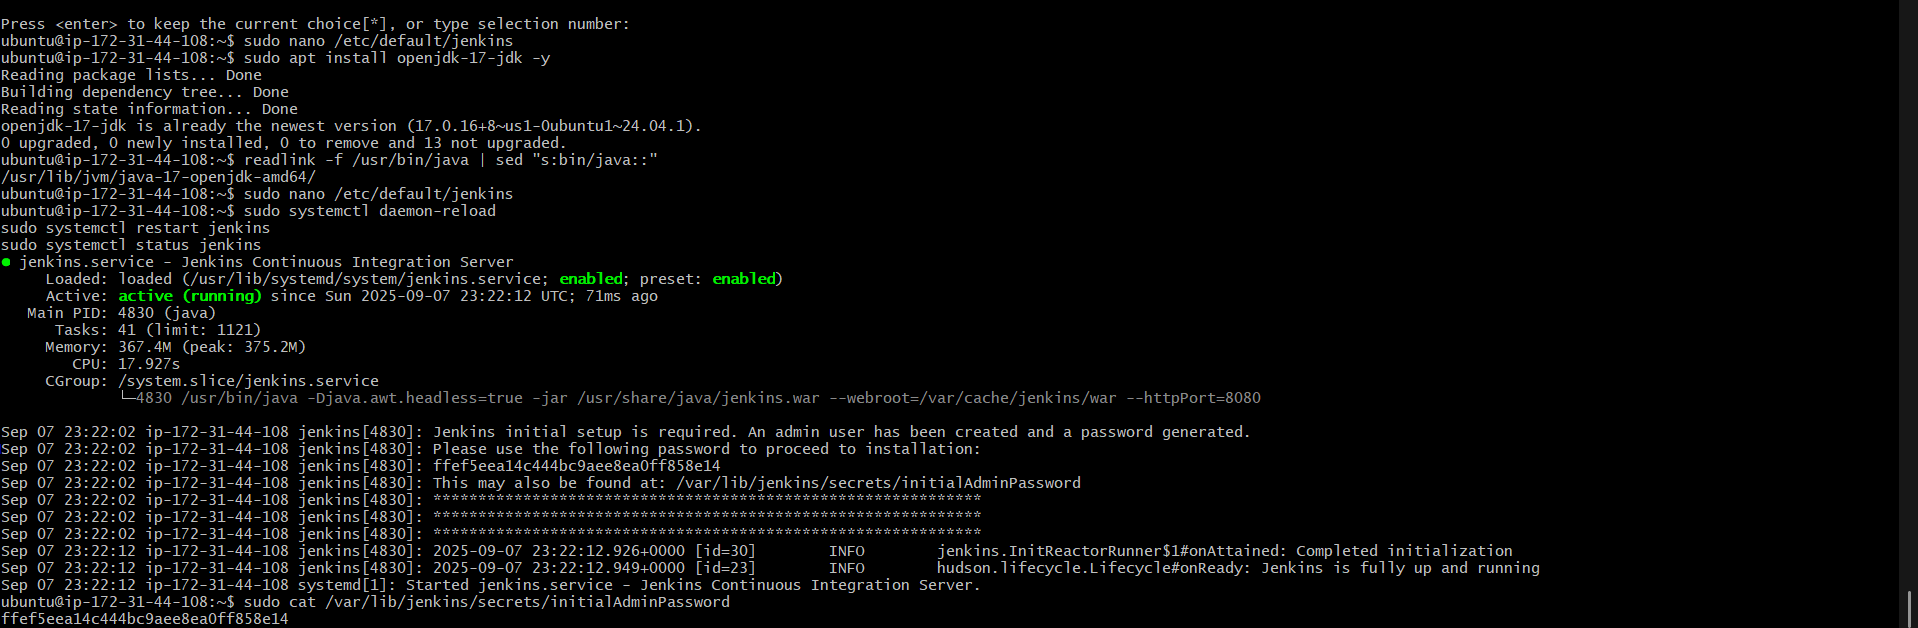 Press <enter> to keep the current choice[*], or type selection number:
ubuntu@ip-172-31-44-108:~$ sudo nano /etc/default/jenkins
ubuntu@ip-172-31-44-108:~$ sudo apt install openjdk-17-jdk -y
Reading package lists... Done
Building dependency tree... Done
Reading state information... Done
openjdk-17-jdk is already the newest version (17.0.16+8~us1-0ubuntu1~24.04.1).
0 upgraded, 0 newly installed, 0 to remove and 13 not upgraded.
ubuntu@ip-172-31-44-108:~$ readlink -f /usr/bin/java | sed "s:bin/java::"
/usr/lib/jvm/java-17-openjdk-amd64/
ubuntu@ip-172-31-44-108:~$ sudo nano /etc/default/jenkins
ubuntu@ip-172-31-44-108:~$ sudo systemctl daemon-reload
sudo systemctl restart jenkins
sudo systemctl status jenkins
● jenkins.service - Jenkins Continuous Integration Server
     Loaded: loaded (/usr/lib/systemd/system/jenkins.service; enabled; preset: enabled)
     Active: active (running) since Sun 2025-09-07 23:22:12 UTC; 71ms ago
   Main PID: 4830 (java)
      Tasks: 41 (limit: 1121)
     Memory: 367.4M (peak: 375.2M)
        CPU: 17.927s
     CGroup: /system.slice/jenkins.service
             └─4830 /usr/bin/java -Djava.awt.headless=true -jar /usr/share/java/jenkins.war --webroot=/var/cache/jenkins/war --httpPort=8080
Sep 07 23:22:02 ip-172-31-44-108 jenkins[4830]: Jenkins initial setup is required. An admin user has been created and a password generated.
Sep 07 23:22:02 ip-172-31-44-108 jenkins[4830]: Please use the following password to proceed to installation:
Sep 07 23:22:02 ip-172-31-44-108 jenkins[4830]: ffef5eea14c444bc9aee8ea0ff858e14
Sep 07 23:22:02 ip-172-31-44-108 jenkins[4830]: This may also be found at: /var/lib/jenkins/secrets/initialAdminPassword
Sep 07 23:22:02 ip-172-31-44-108 jenkins[4830]: *************************************************************
Sep 07 23:22:02 ip-172-31-44-108 jenkins[4830]: *************************************************************
Sep 07 23:22:02 ip-172-31-44-108 jenkins[4830]: *************************************************************
Sep 07 23:22:12 ip-172-31-44-108 jenkins[4830]: 2025-09-07 23:22:12.926+0000 [id=30]        INFO        jenkins.InitReactorRunner$1#onAttained: Completed initialization
Sep 07 23:22:12 ip-172-31-44-108 jenkins[4830]: 2025-09-07 23:22:12.949+0000 [id=23]        INFO        hudson.lifecycle.Lifecycle#onReady: Jenkins is fully up and running
Sep 07 23:22:12 ip-172-31-44-108 systemd[1]: Started jenkins.service - Jenkins Continuous Integration Server.
ubuntu@ip-172-31-44-108:~$ sudo cat /var/lib/jenkins/secrets/initialAdminPassword
ffef5eea14c444bc9aee8ea0ff858e14